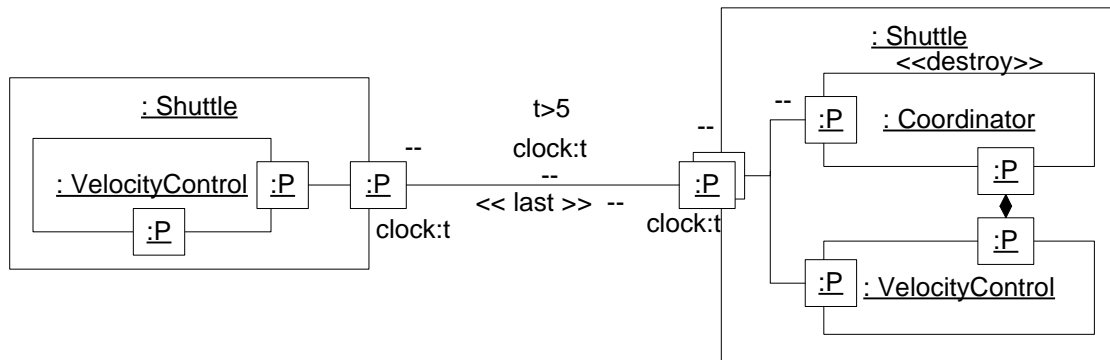 : Shuttle
<<destroy>>
: Shuttle
t>5
--
--
:P
: Coordinator
--
clock:t
--
: VelocityControl
:P
:P
--
:P
:P
<< last >> --
:P
clock:t
clock:t
:P
:P
: VelocityControl